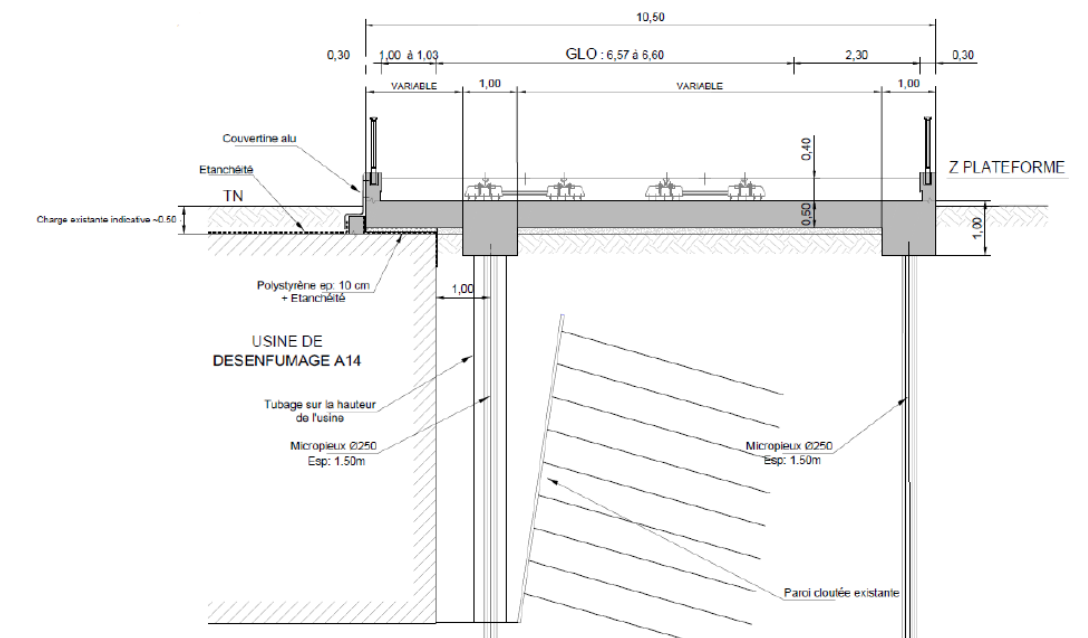 10,50
0,30
1,00 à 1,03
GLO : 6,57 à 6,60
2,30
0,30
VARIABLE
1,00
VARIABLE
1,00
Couvertine alu
0,40
Etanchéité
Z PLATEFORME
TN
Charge existante indicative ~0.50
0,50
1,00
Polystyrène ep: 10 cm
+ Etanchéité
1,00
USINE DE
DESENFUMAGE A14
Tubage sur la hauteur
de l'usine
Micropieux Ø250
Esp: 1.50m
Micropieux Ø250
Esp: 1.50m
Paroi cloutée existante